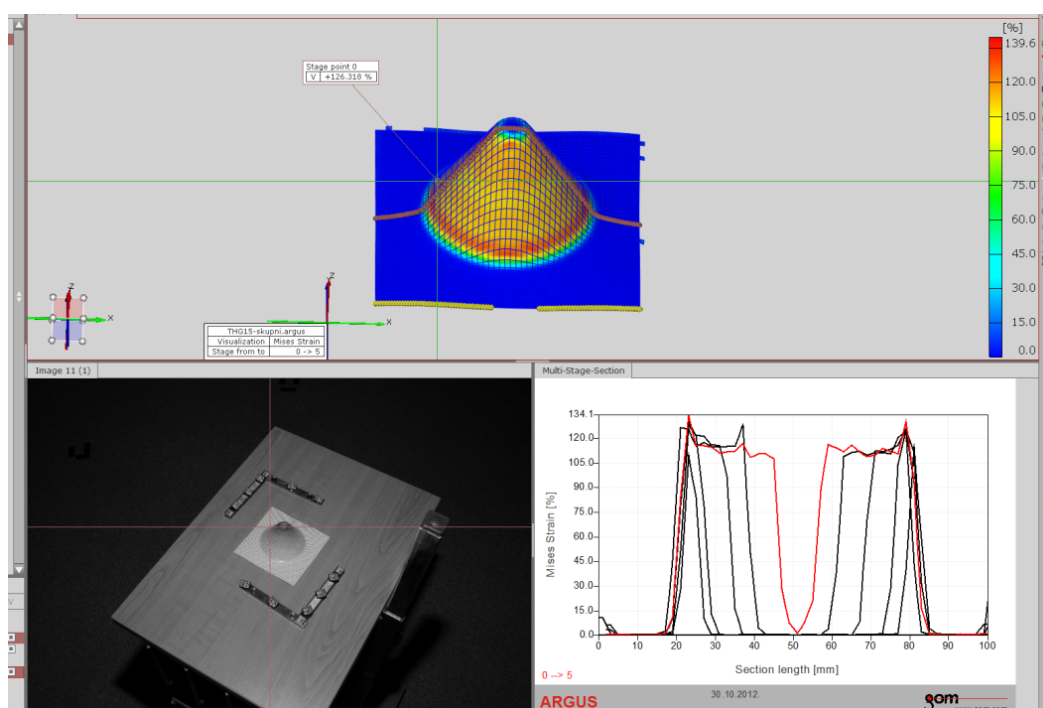 [%]
139.6
120.0
105.0
90.0
75.0
60.0
45.0
30.0
15.0
0.0
Stage point 0
V +126.318 %
Z
X
Z
X
THG15-skupni.argus
Visualization Mises Strain
Stage from to 0 -> 5
Image 11 (1)
Multi-Stage-Section
134.1
120.0
105.0
90.0
75.0
60.0
45.0
30.0
15.0
0.0
Mises Strain [%]
0 10 20 30 40 50 60 70 80 90 100
Section length [mm]
0 --> 5
ARGUS
30.10.2012.
gom